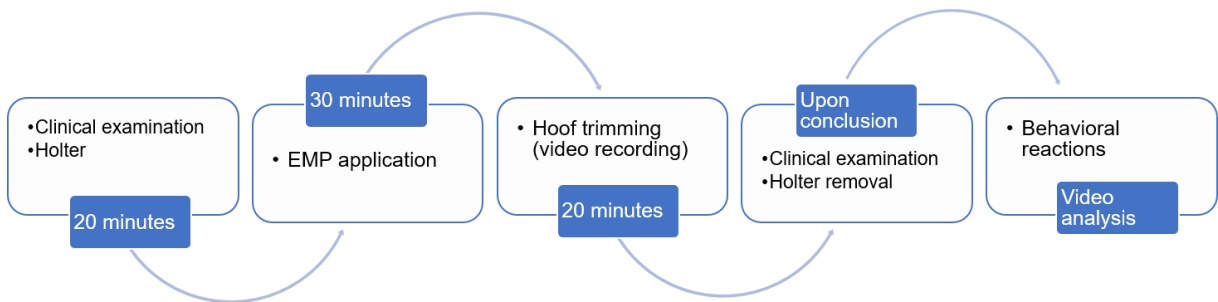 •Clinical examination
•Holter
20 minutes
30 minutes
• EMP application
• Hoof trimming
(video recording)
20 minutes
Upon
conclusion
•Clinical examination
•Holter removal
• Behavioral
reactions
Video
analysis